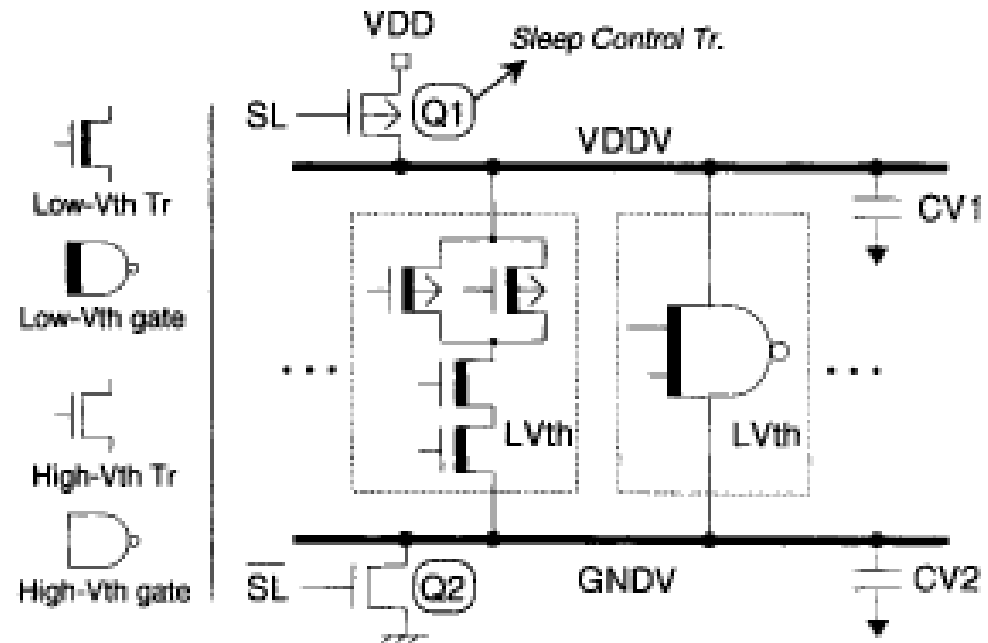 VDD
Sleep Control Tr.
SL
Q1
VDDV
Low-Vth Tr
CV1
Low-Vth gate
. . .
. . .
LVth
LVth
High-Vth Tr
SL
Q2
GNDV
CV2
High-Vth gate